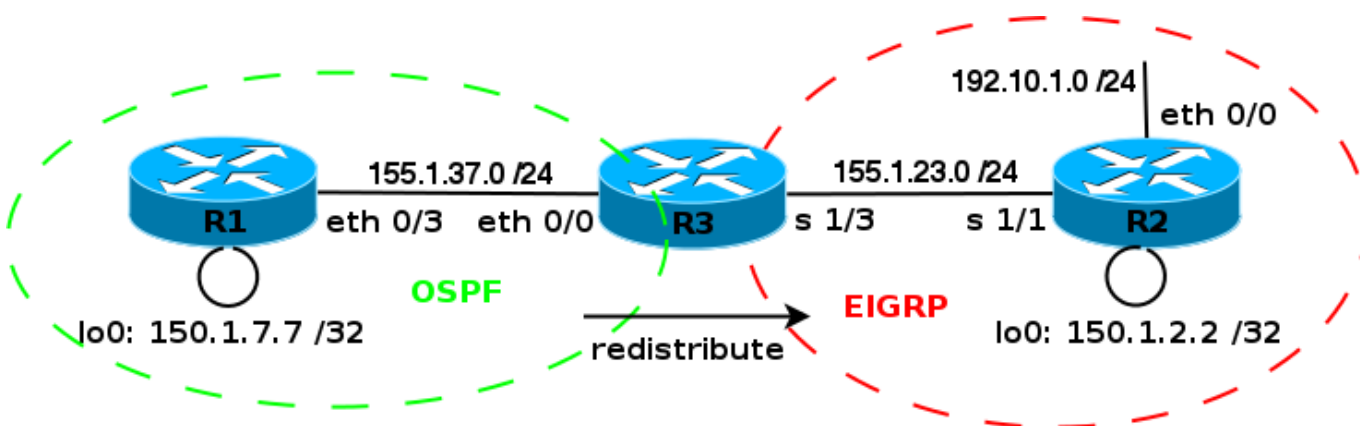 192.10.1.0 /24
eth 0/0
155.1.37.0 /24
155.1.23.0 /24
R1
eth 0/3
eth 0/0
R3
s 1/3
s 1/1
R2
OSPF
EIGRP
lo0: 150.1.7.7 /32
redistribute
lo0: 150.1.2.2 /32